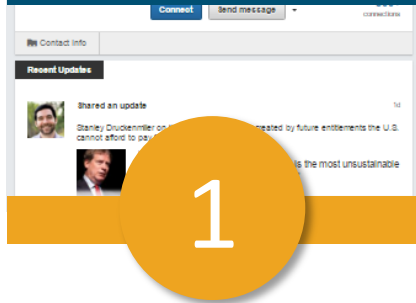 Connect
Send message
connections
Contact Info
Recent Updates
Shared an update
1d
Stanley Druckenmiller on created by future entitlements the U.S.
cannot afford to pay
is the most unsustainable
1